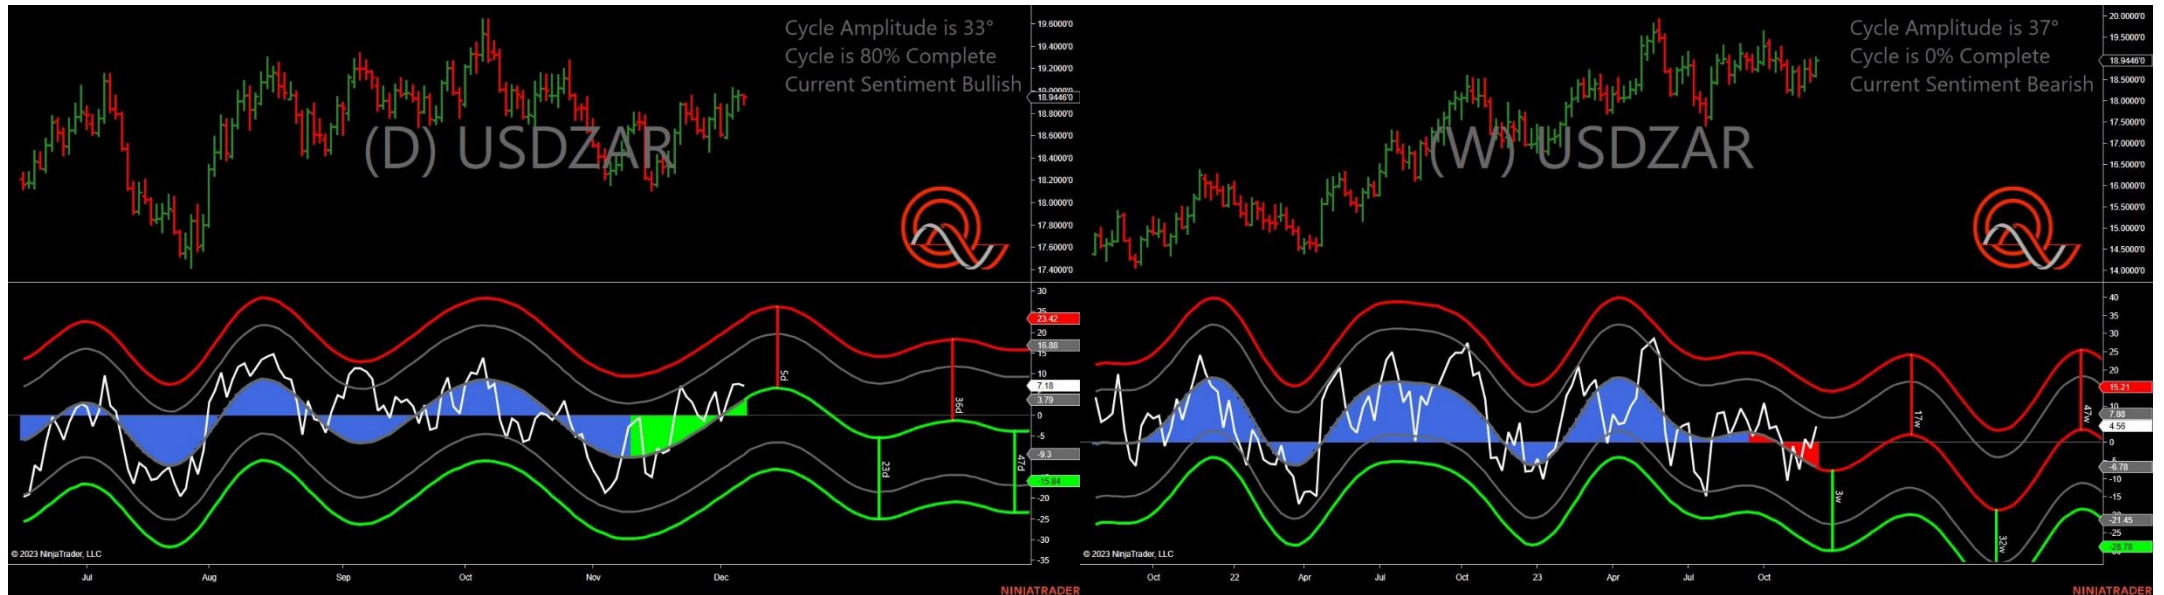 Cycle Amplitude is 33°
Cycle is 80% Complete
Current Sentiment Bullish
(D) USDZAR
19.6000'0
19.4000'0
19.2000'0
19.0000'0
18.9446'0
18.8000'0
18.6000'0
18.4000'0
18.2000'0
18.0000'0
17.8000'0
17.6000'0
17.4000'0
30
25
23.42
20
16.88
15
10
7.18
3.79
0
-5
-9.3
-15.84
-20
-25
-30
-35
5d
23d
36d
47d
© 2023 NinjaTrader, LLC
Jul
Aug
Sep
Oct
Nov
Dec
NINJATRADER
Cycle Amplitude is 37°
Cycle is 0% Complete
Current Sentiment Bearish
(W) USDZAR
20.0000'0
19.5000'0
18.9446'0
18.5000'0
18.0000'0
17.5000'0
17.0000'0
16.5000'0
16.0000'0
15.5000'0
15.0000'0
14.5000'0
14.0000'0
40
35
30
25
20
15.21
10
7.88
4.56
0
-6.78
-10
-15
-21.45
-25
-28.78
3w
17w
32w
47w
© 2023 NinjaTrader, LLC
Oct
22
Apr
Jul
Oct
23
Apr
Jul
Oct
NINJATRADER